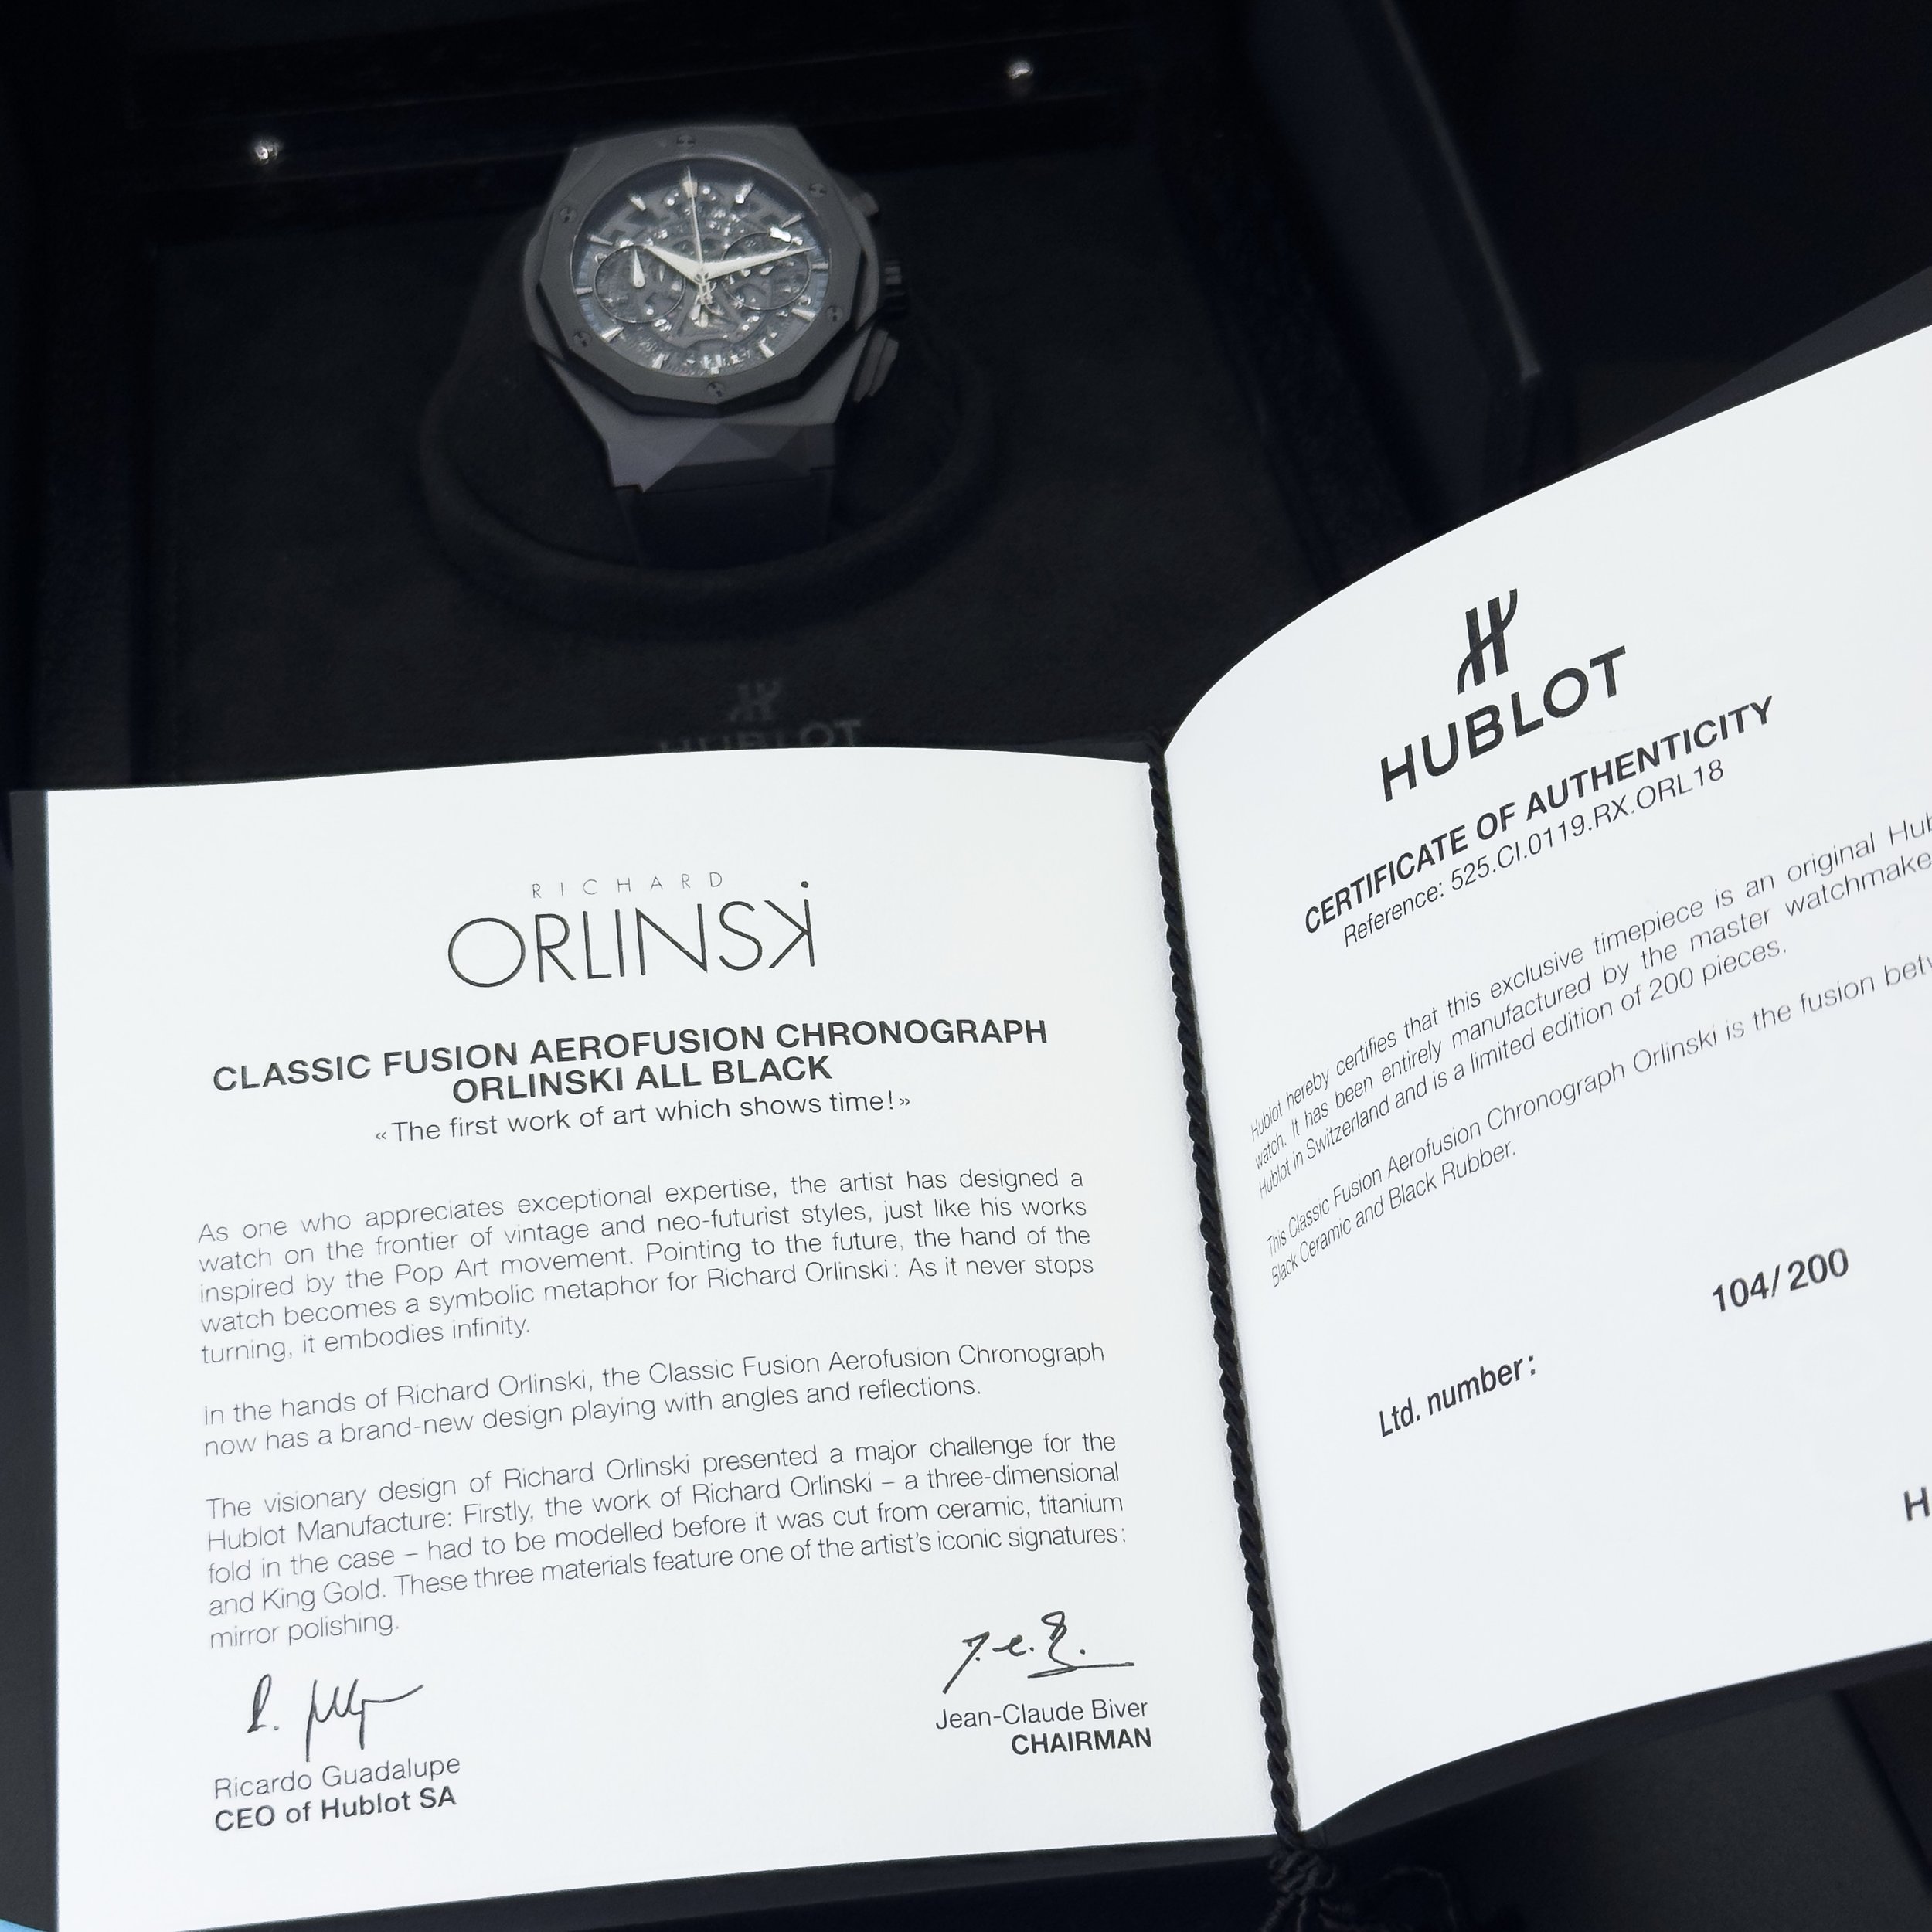 HUBLOT
RICHARD
ORLINSKI
CLASSIC FUSION AEROFUSION CHRONOGRAPH
ORLINSKI ALL BLACK
«The first work of art which shows time!»
As one who appreciates exceptional expertise, the artist has designed a
watch on the frontier of vintage and neo-futurist styles, just like his works
inspired by the Pop Art movement. Pointing to the future, the hand of the
watch becomes a symbolic metaphor for Richard Orlinski: As it never stops
turning, it embodies infinity.
In the hands of Richard Orlinski, the Classic Fusion Aerofusion Chronograph
now has a brand-new design playing with angles and reflections.
The visionary design of Richard Orlinski presented a major challenge for the
Hublot Manufacture: Firstly, the work of Richard Orlinski – a three-dimensional
fold in the case – had to be modelled before it was cut from ceramic, titanium
and King Gold. These three materials feature one of the artist's iconic signatures:
mirror polishing.
Ricardo Guadalupe
CEO of Hublot SA
Jean-Claude Biver
CHAIRMAN
HUBLOT
CERTIFICATE OF AUTHENTICITY
Reference: 525.CI.0119.RX.ORL18
Hublot hereby certifies that this exclusive timepiece is an original Hub
watch. It has been entirely manufactured by the master watchmake
Hublot in Switzerland and is a limited edition of 200 pieces.
This Classic Fusion Aerofusion Chronograph Orlinski is the fusion betw
Black Ceramic and Black Rubber.
Ltd. number: 104/200
H